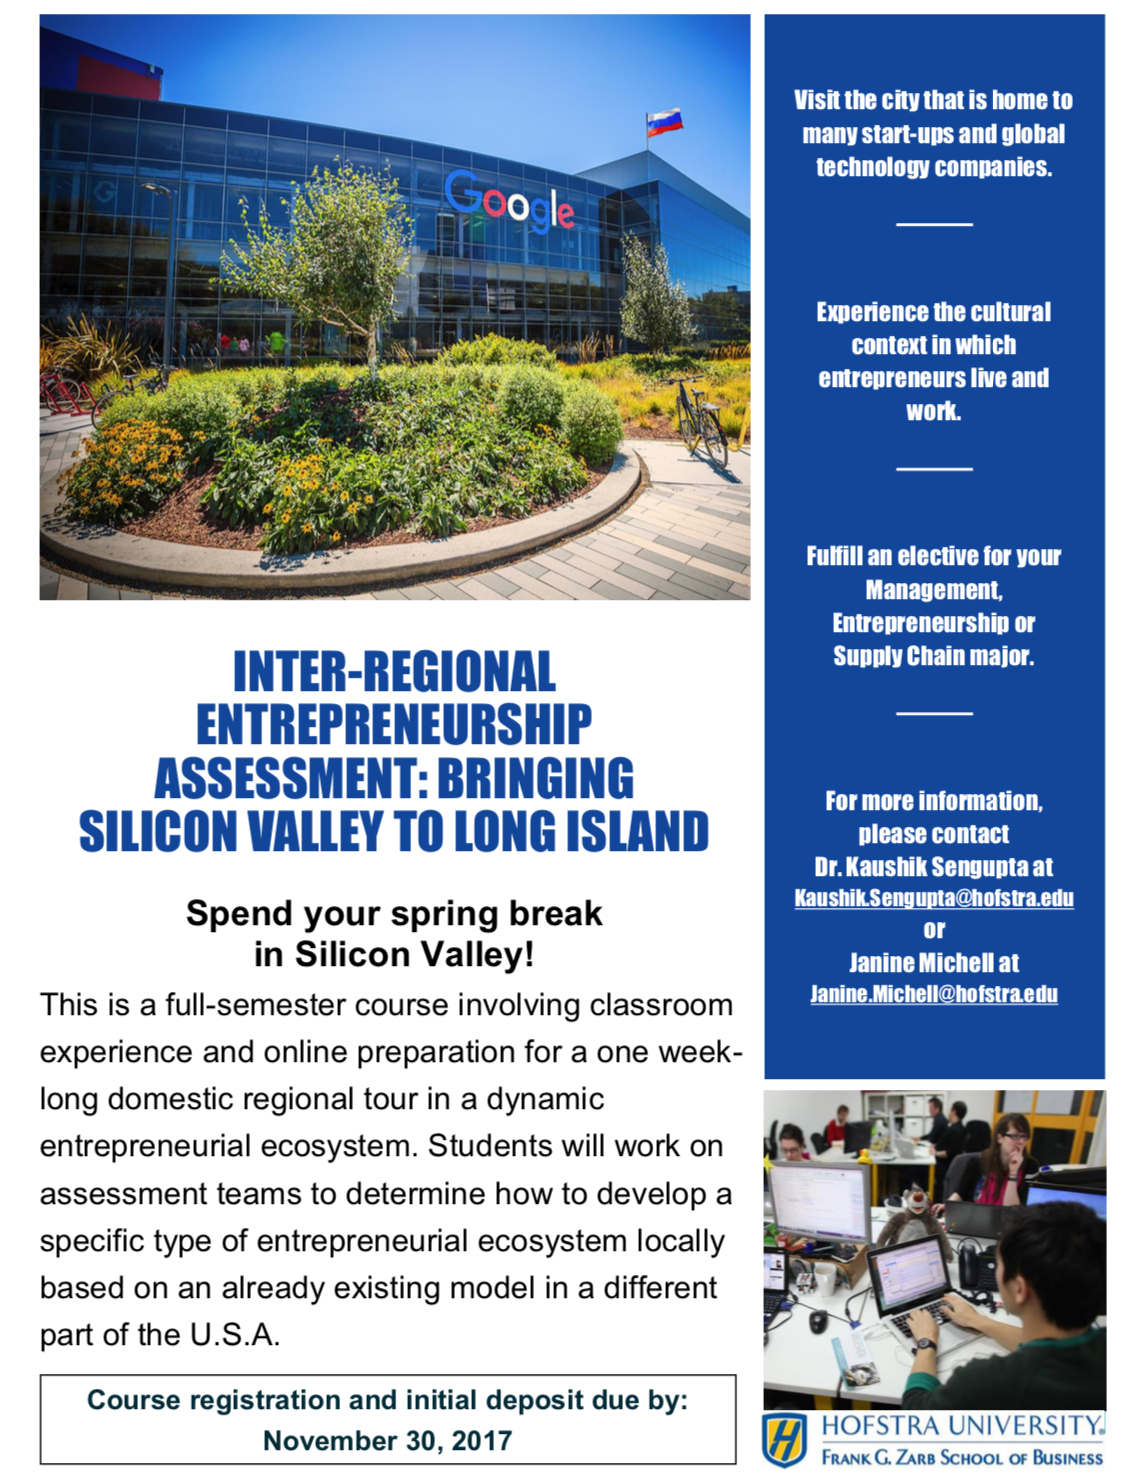 Google
INTER-REGIONAL
ENTREPRENEURSHIP
ASSESSMENT: BRINGING
SILICON VALLEY TO LONG ISLAND
Spend your spring break
in Silicon Valley!
This is a full-semester course involving classroom
experience and online preparation for a one week-
long domestic regional tour in a dynamic
entrepreneurial ecosystem. Students will work on
assessment teams to determine how to develop a
specific type of entrepreneurial ecosystem locally
based on an already existing model in a different
part of the U.S.A.
Course registration and initial deposit due by:
November 30, 2017
Visit the city that is home to
many start-ups and global
technology companies.
Experience the cultural
context in which
entrepreneurs live and
work.
Fulfill an elective for your
Management,
Entrepreneurship or
Supply Chain major.
For more information,
please contact
Dr. Kaushik Sengupta at
Kaushik.Sengupta@hofstra.edu
or
Janine Michell at
Janine.Michell@hofstra.edu
H
HOFSTRA UNIVERSITY®
FRANK G. ZARB SCHOOL OF BUSINESS